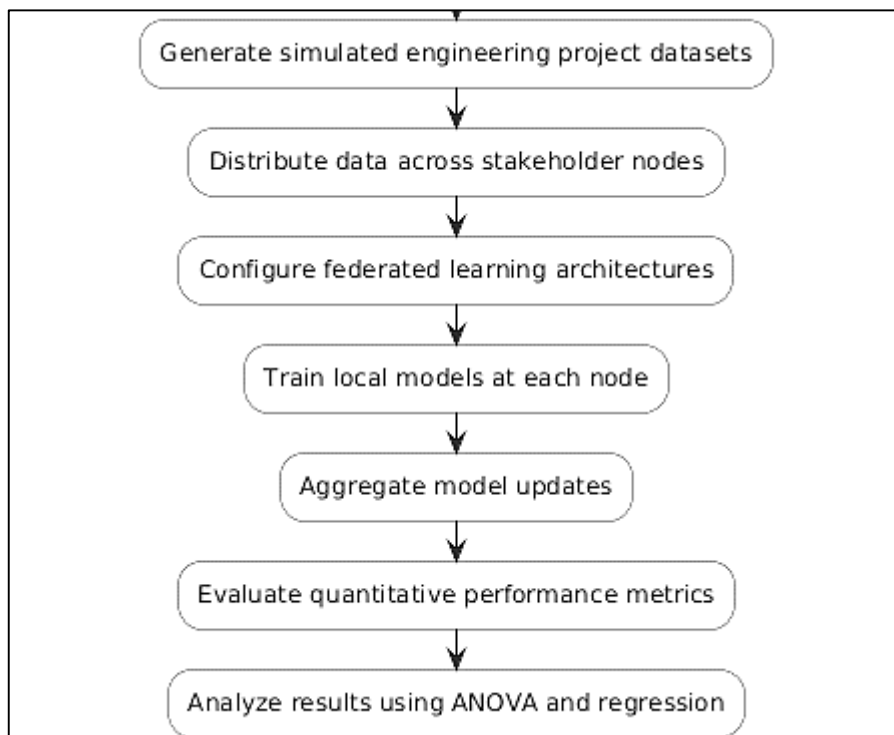 Generate simulated engineering project datasets
Distribute data across stakeholder nodes
Configure federated learning architectures
Train local models at each node
Aggregate model updates
Evaluate quantitative performance metrics
Analyze results using ANOVA and regression